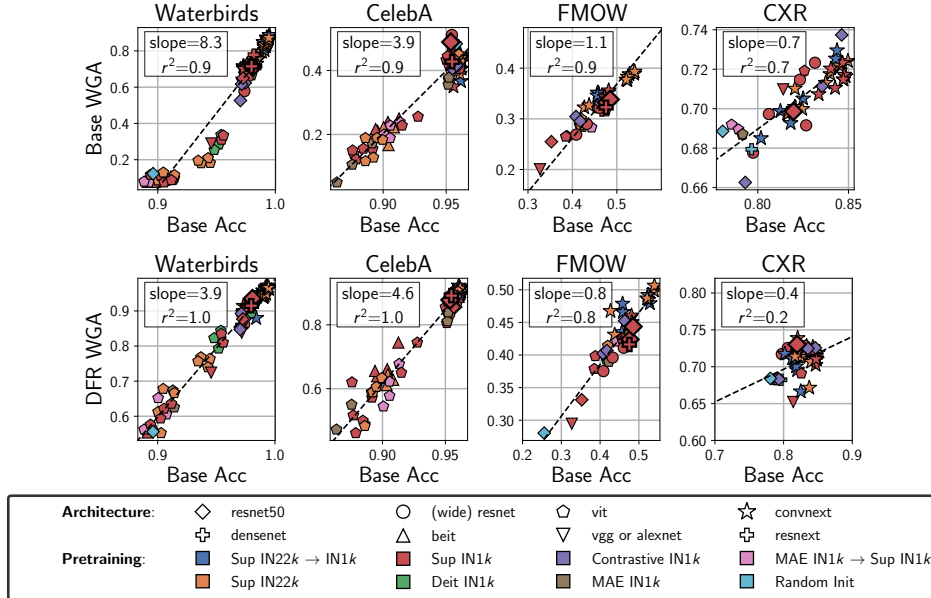 Waterbirds CelebA FMOW CXR
slope=8.3
r²=0.9
slope=3.9
r²=0.9
slope=1.1
r²=0.9
slope=0.7
r²=0.7
Base WGA
0.8
0.6
0.4
0.2
0.4
0.2
0.4
0.3
0.2
0.74
0.72
0.70
0.68
0.66
0.9 1.0 0.90 0.95 0.3 0.4 0.5 0.80 0.85
Base Acc Base Acc Base Acc Base Acc
Waterbirds CelebA FMOW CXR
slope=3.9
r²=1.0
slope=4.6
r²=1.0
slope=0.8
r²=0.8
slope=0.4
r²=0.2
DFR WGA
0.9
0.8
0.7
0.6
0.8
0.6
0.50
0.45
0.40
0.35
0.30
0.80
0.75
0.70
0.65
0.60
0.9 1.0 0.90 0.95 0.2 0.3 0.4 0.5 0.7 0.8 0.9
Base Acc Base Acc Base Acc Base Acc
Architecture: resnet50 (wide) resnet vit convnext
densenet beit vgg or alexnet resnext
Pretraining: Sup IN22k → IN1k Sup IN1k Contrastive IN1k MAE IN1k → Sup IN1k
Sup IN22k Deit IN1k MAE IN1k Random Init